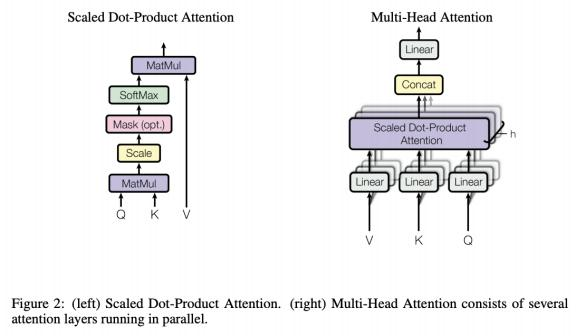 Scaled Dot-Product Attention
MatMul
SoftMax
Mask (opt.)
Scale
MatMul
Q K V
Multi-Head Attention
Linear
Concat
Scaled Dot-Product
Attention
h
Linear Linear Linear
V K Q
Figure 2: (left) Scaled Dot-Product Attention. (right) Multi-Head Attention consists of several
attention layers running in parallel.